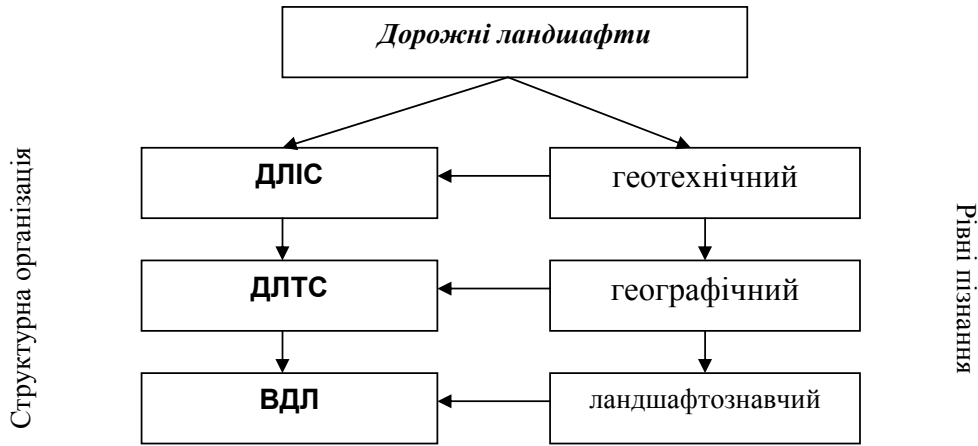 Дорожні ландшафти
Структурна організація
ДЛІС
геотехнічний
ДЛТС
географічний
ВДЛ
ландшафтознавчий
Рівні пізнання